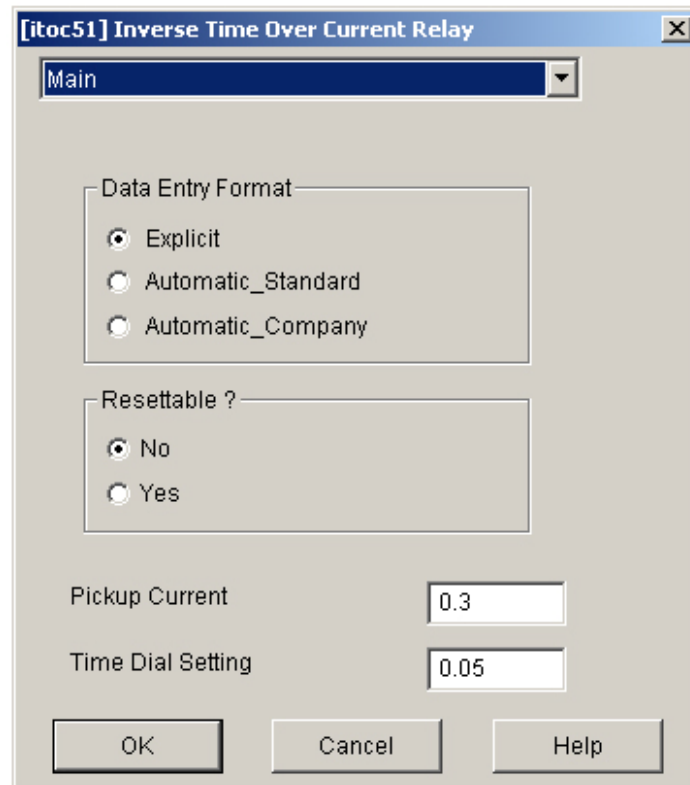 [itoc51] Inverse Time Over Current Relay
Main
Data Entry Format
Explicit
Automatic_Standard
Automatic_Company
Resettable ?
No
Yes
Pickup Current 0.3
Time Dial Setting 0.05
OK Cancel Help